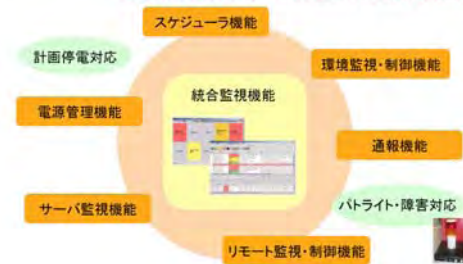 スケジューラ機能
計画停電対応
環境監視・制御機能
統合監視機能
電源管理機能
通報機能
サーバ監視機能
パトライト・障害対応
リモート監視・制御機能